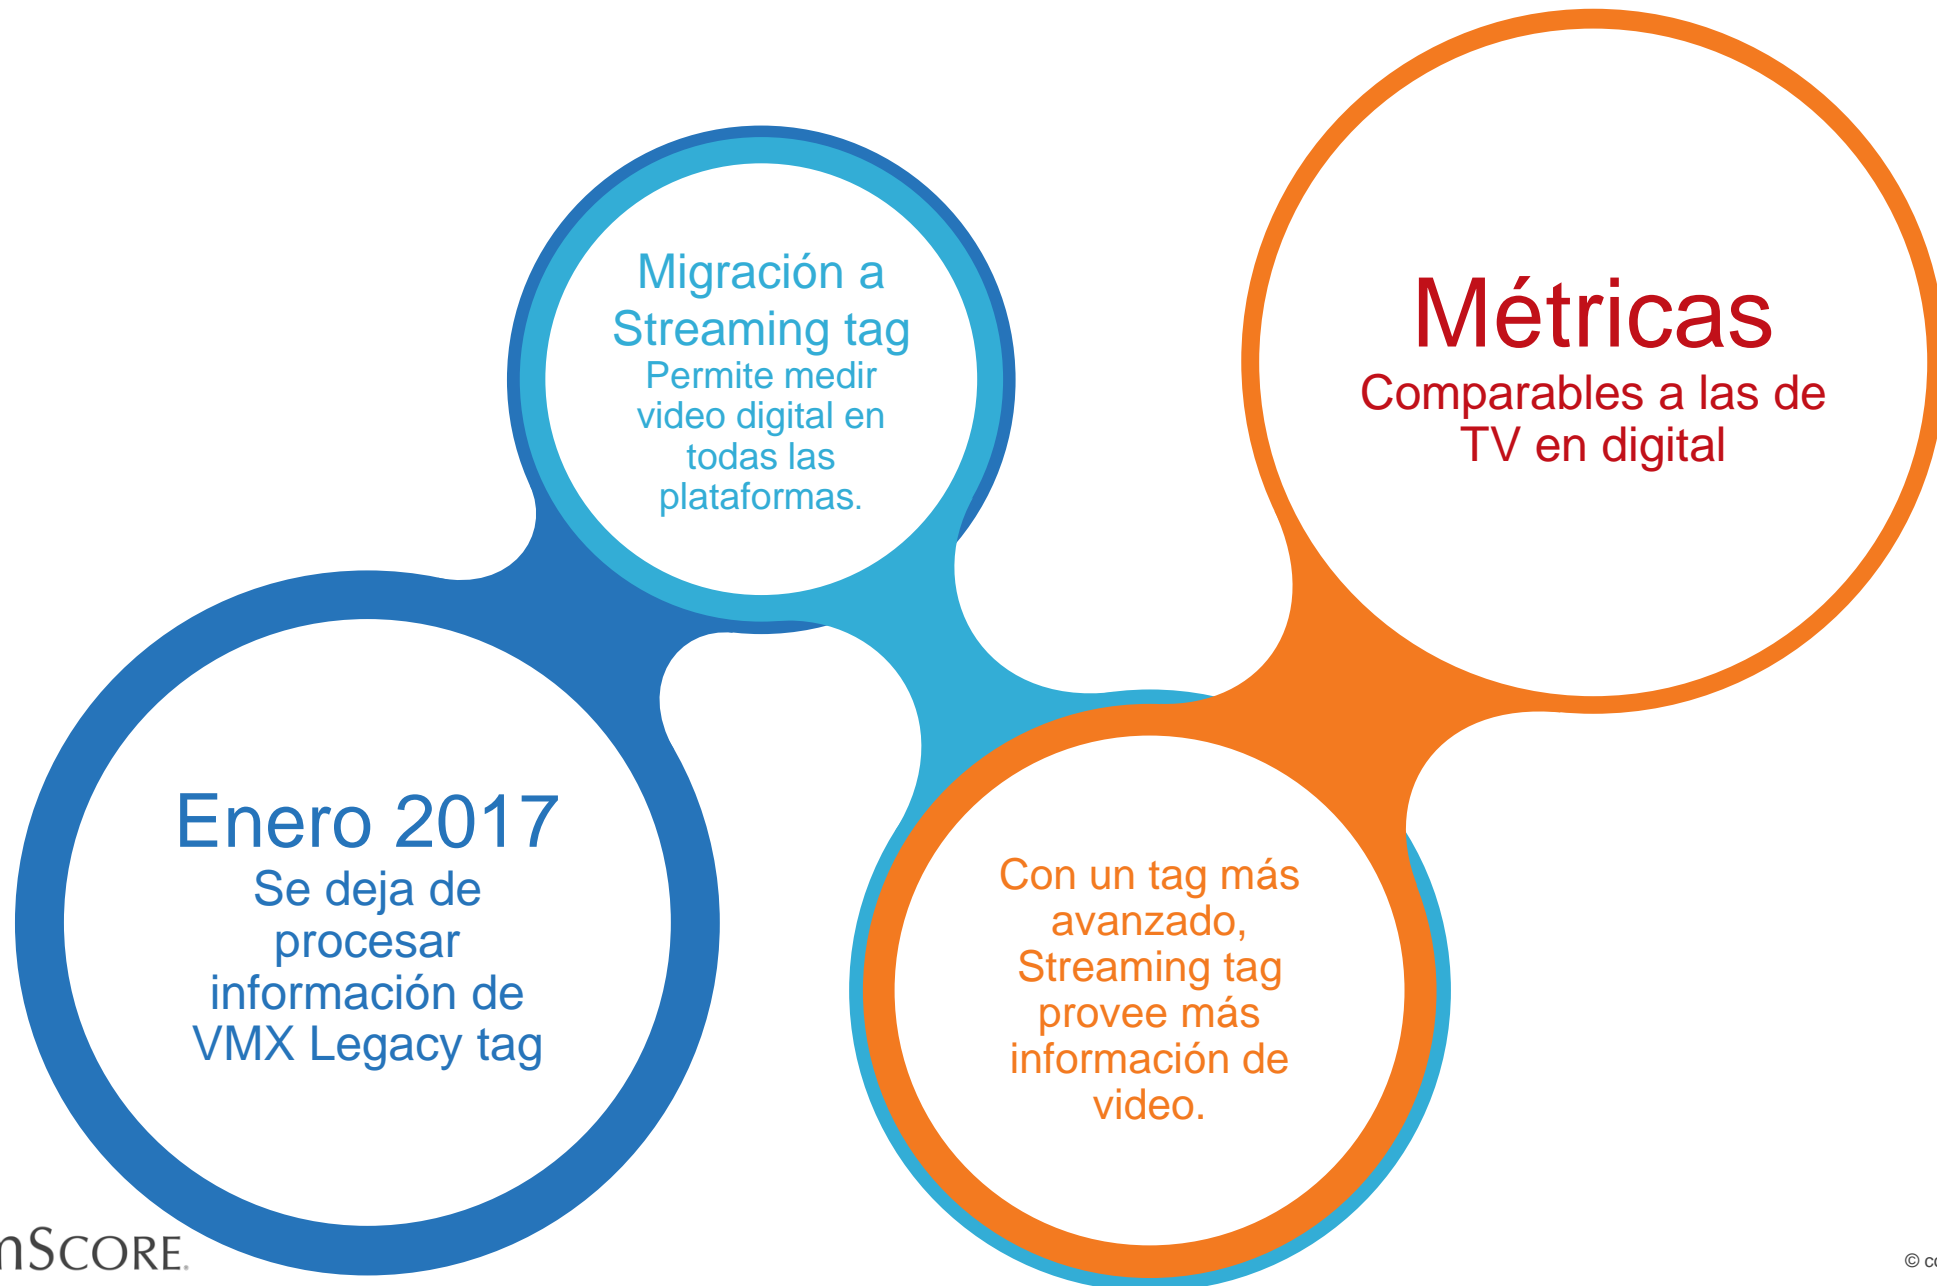 Migración a
Streaming tag
Permite medir
video digital en
todas las
plataformas.
Métricas
Comparables a las de
TV en digital
Enero 2017
Se deja de
procesar
información de
VMX Legacy tag
Con un tag más
avanzado,
Streaming tag
provee más
información de
video.
mSCORE.
©